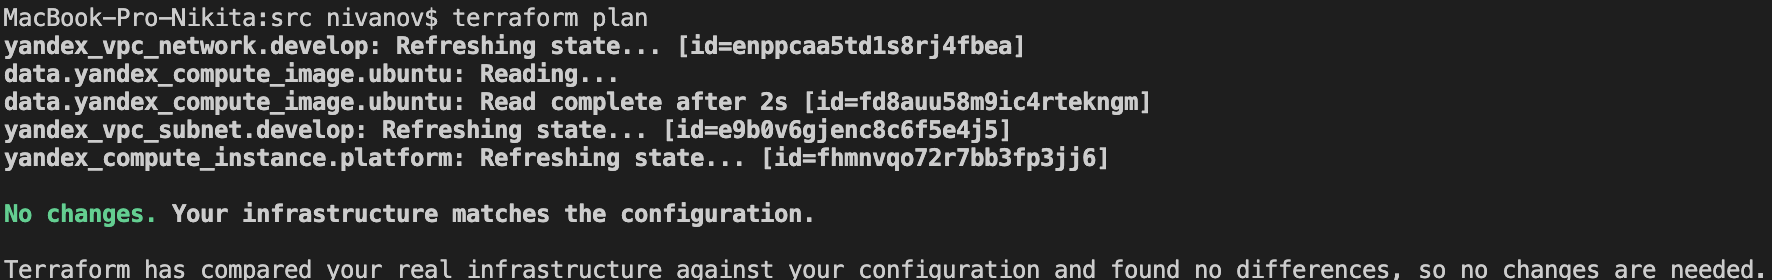 MacBook-Pro-Nikita:src nivanov$ terraform plan
yandex_vpc_network.develop: Refreshing state... [id=enppcaa5td1s8rj4fbea]
data.yandex_compute_image.ubuntu: Reading...
data.yandex_compute_image.ubuntu: Read complete after 2s [id=fd8auu58m9ic4rtekngm]
yandex_vpc_subnet.develop: Refreshing state... [id=e9b0v6gjenc8c6f5e4j5]
yandex_compute_instance.platform: Refreshing state... [id=fhmnvqo72r7bb3fp3jj6]
No changes. Your infrastructure matches the configuration.
Terraform has compared your real infrastructure against your configuration and found no differences, so no changes are needed.